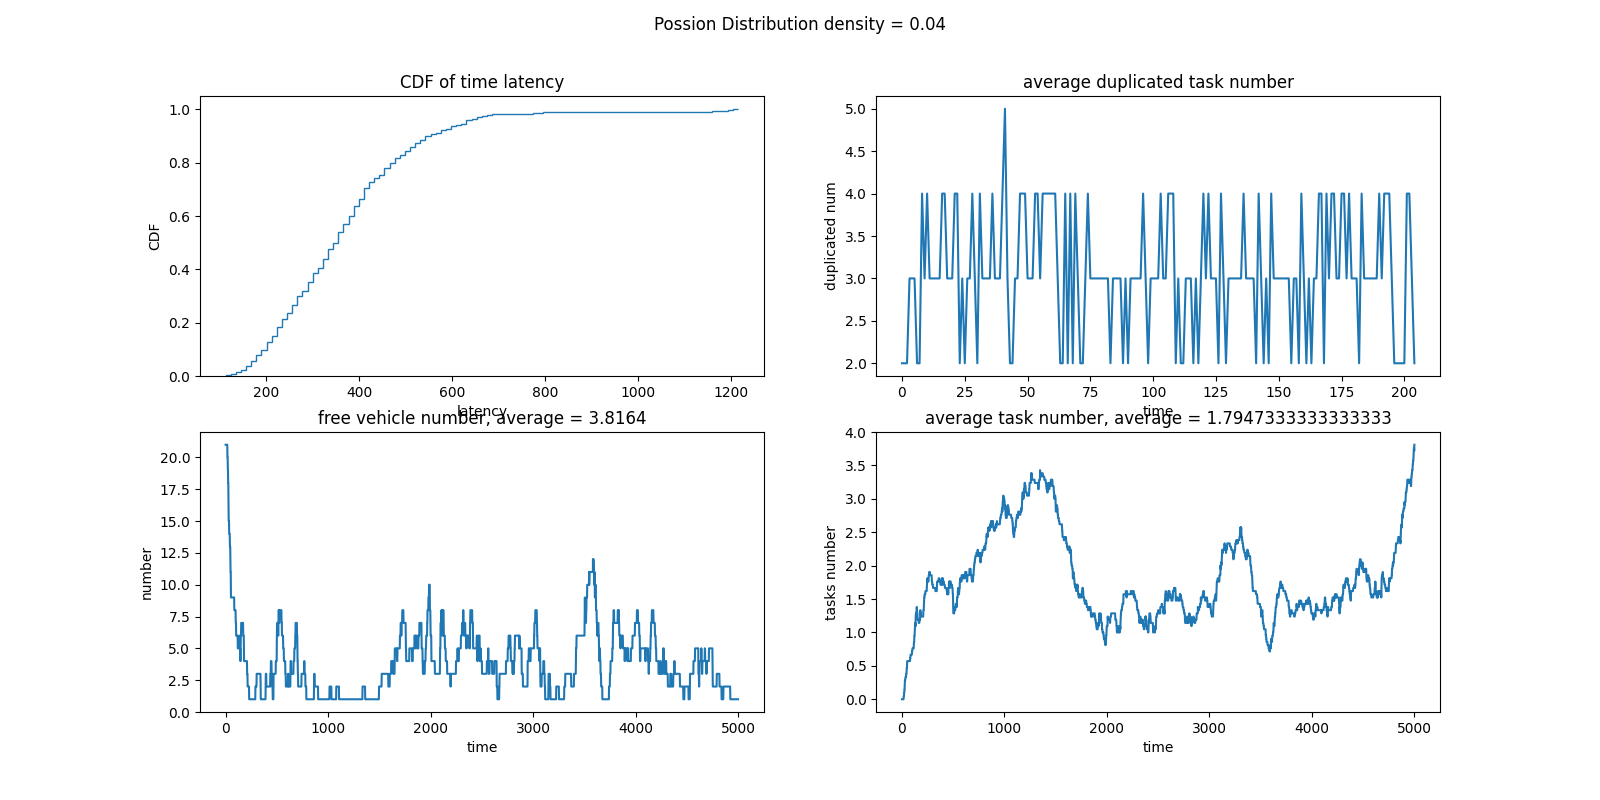 Possion Distribution density = 0.04
CDF of time latency
1.0
0.8
0.6
0.4
0.2
0.0
CDF
200 400 600 800 1000 1200
latency
average duplicated task number
5.0
4.5
4.0
3.5
3.0
2.5
2.0
duplicated num
0 25 50 75 100 125 150 175 200
time
free vehicle number, average = 3.8164
20.0
17.5
15.0
12.5
10.0
7.5
5.0
2.5
0.0
number
0 1000 2000 3000 4000 5000
time
average task number, average = 1.7947333333333333
4.0
3.5
3.0
2.5
2.0
1.5
1.0
0.5
0.0
tasks number
0 1000 2000 3000 4000 5000
time